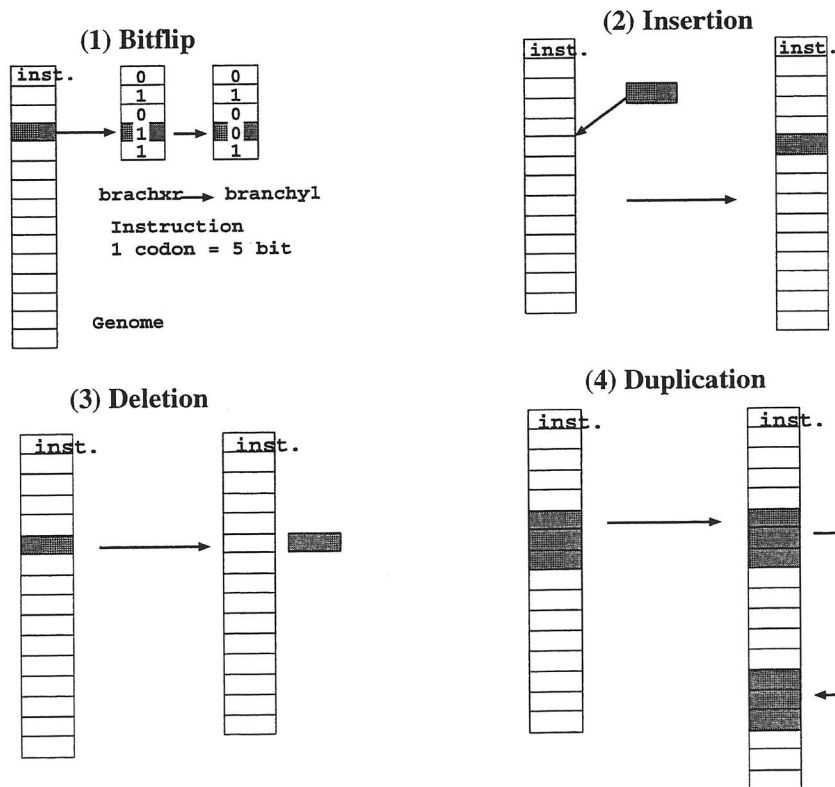 (1) Bitflip
inst.
0
1
0
1
1
0
1
0
0
1
brachxr branchyl
Instruction
1 codon = 5 bit
Genome
(2) Insertion
inst.
inst.
(3) Deletion
inst.
inst.
(4) Duplication
inst.
inst.